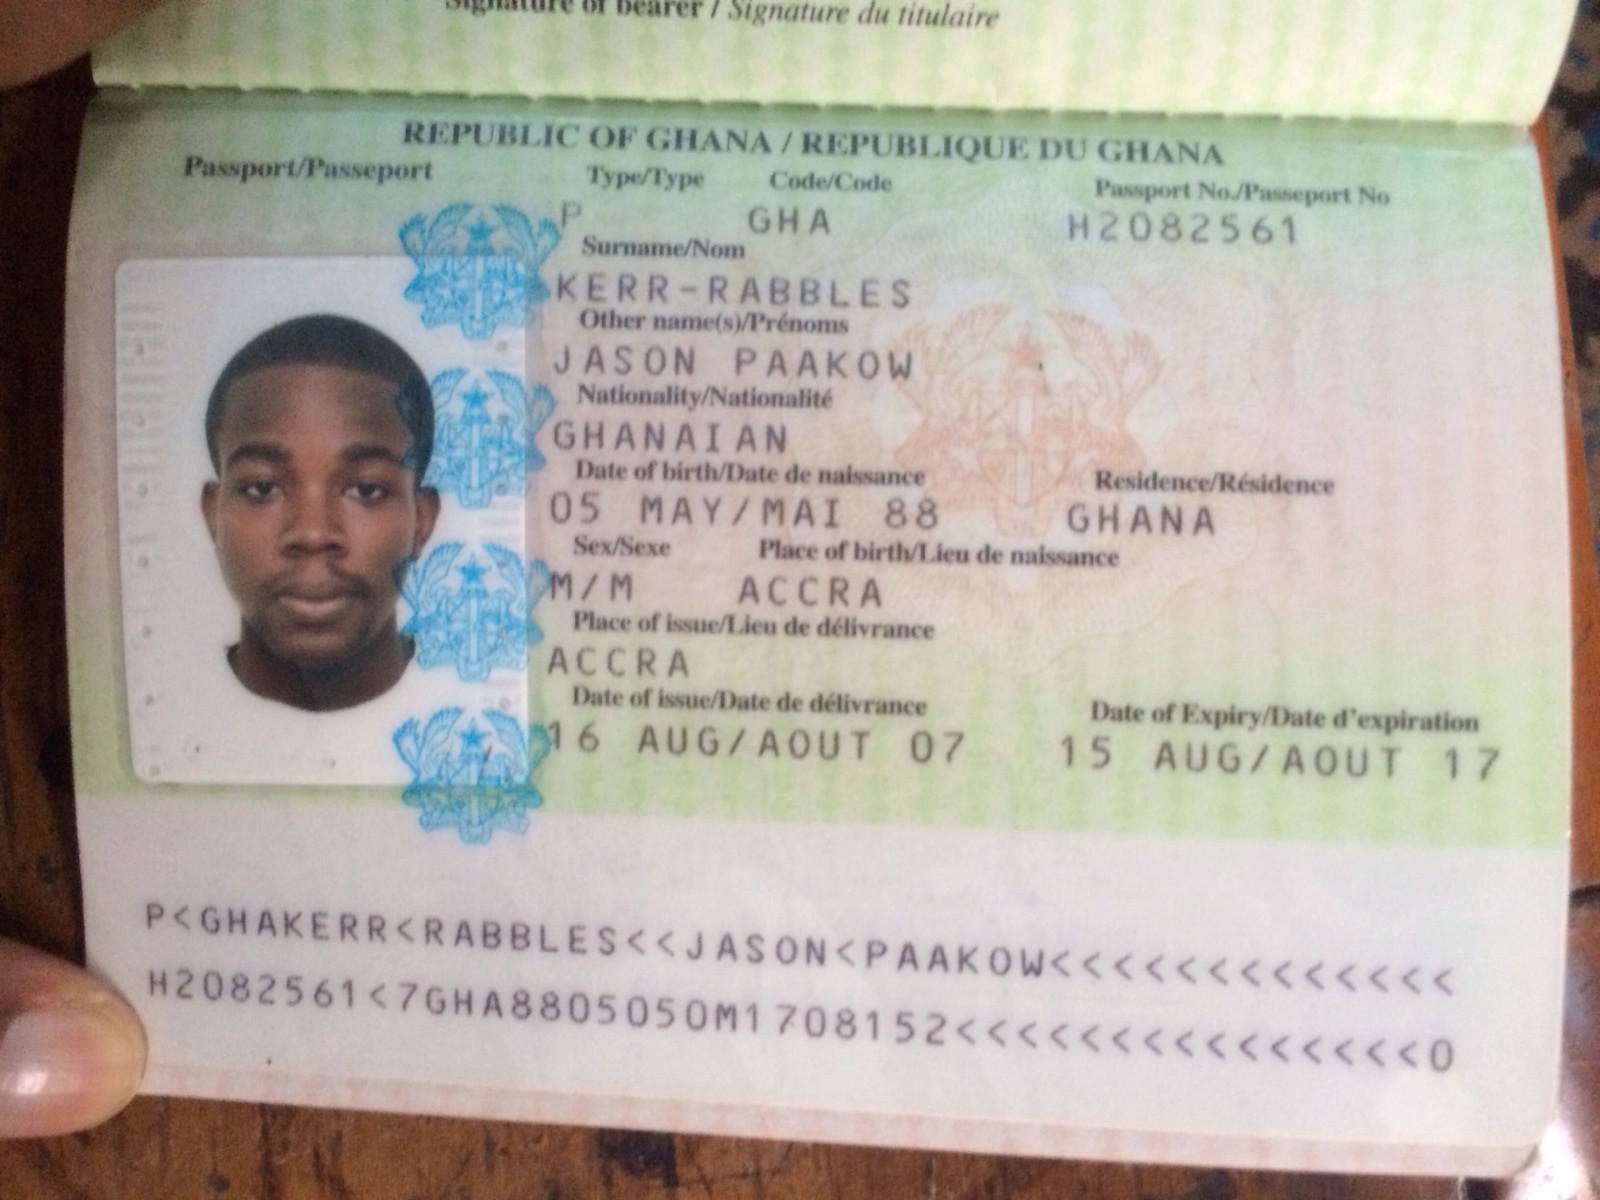 Signature of bearer / Signature du titulaire
REPUBLIC OF GHANA / REPUBLIQUE DU GHANA
Passport/Passeport Type/Type Code/Code Passport No./Passeport No
P GHA H2082561
Surname/Nom
KERR-RABBLES
Other name(s)/Prénoms
JASON PAAKOW
Nationality/Nationalité
GHANAIAN
Date of birth/Date de naissance Residence/Résidence
05 MAY/MAI 88 GHANA
Sex/Sexe Place of birth/Lieu de naissance
M/M ACCRA
Place of issue/Lieu de délivrance
ACCRA
Date of issue/Date de délivrance Date of Expiry/Date d'expiration
16 AUG/AOUT 07 15 AUG/AOUT 17
P<GHAKERR<RABBLES<<JASON<PAAKOW<<<<<<<<<<<<<
H2082561<7GHA8805050M1708152<<<<<<<<<<<<<<<0